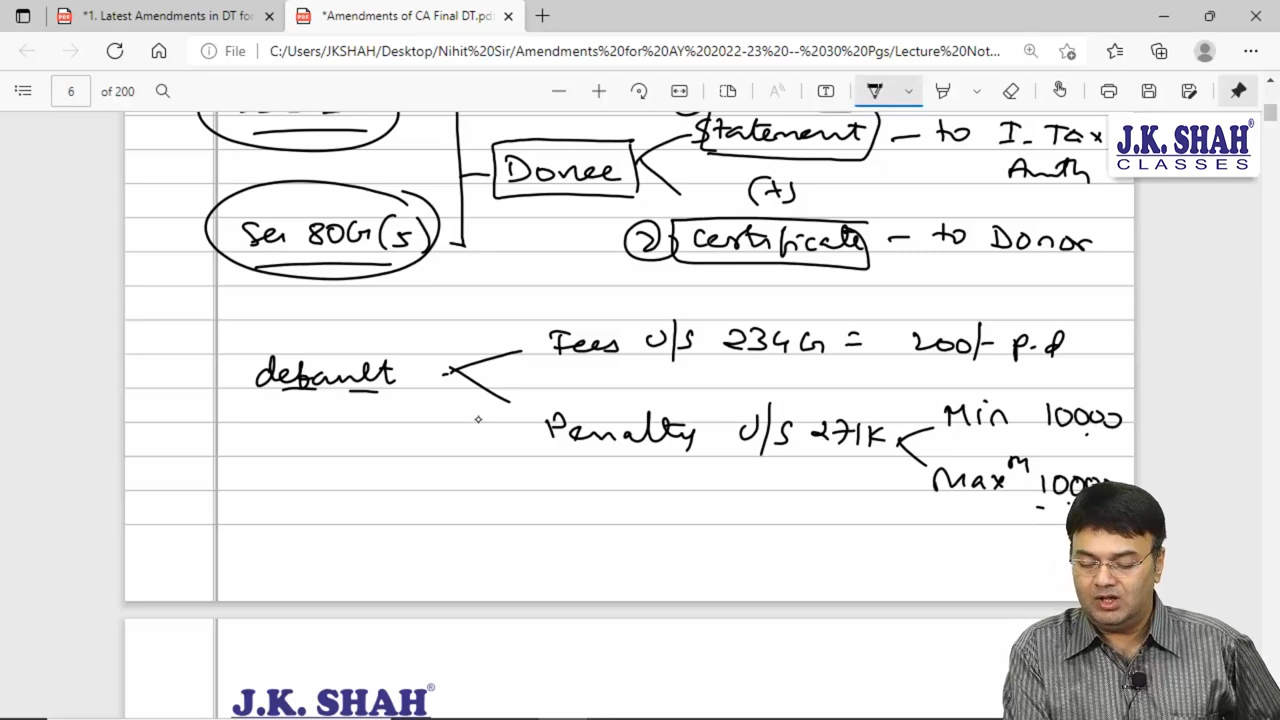 *1. Latest Amendments in DT for
*Amendments of CA Final DT.pd
File
C:/Users/JKSHAH/Desktop/Nihit%20Sir/Amendments%20for%20AY%202022-23%20--%2030%20Pgs/Lecture%20Not...
6 of 200
J.K. SHAH®
CLASSES
Statement - to I. Tax
Auth
Donee
(+)
Sec 80G(5)
2 Certificate - to Donor
Fees U/S 234G = 200/- p.d
default
Penalty U/S 271K
Min 10000
Maxm
J.K. SHAH®